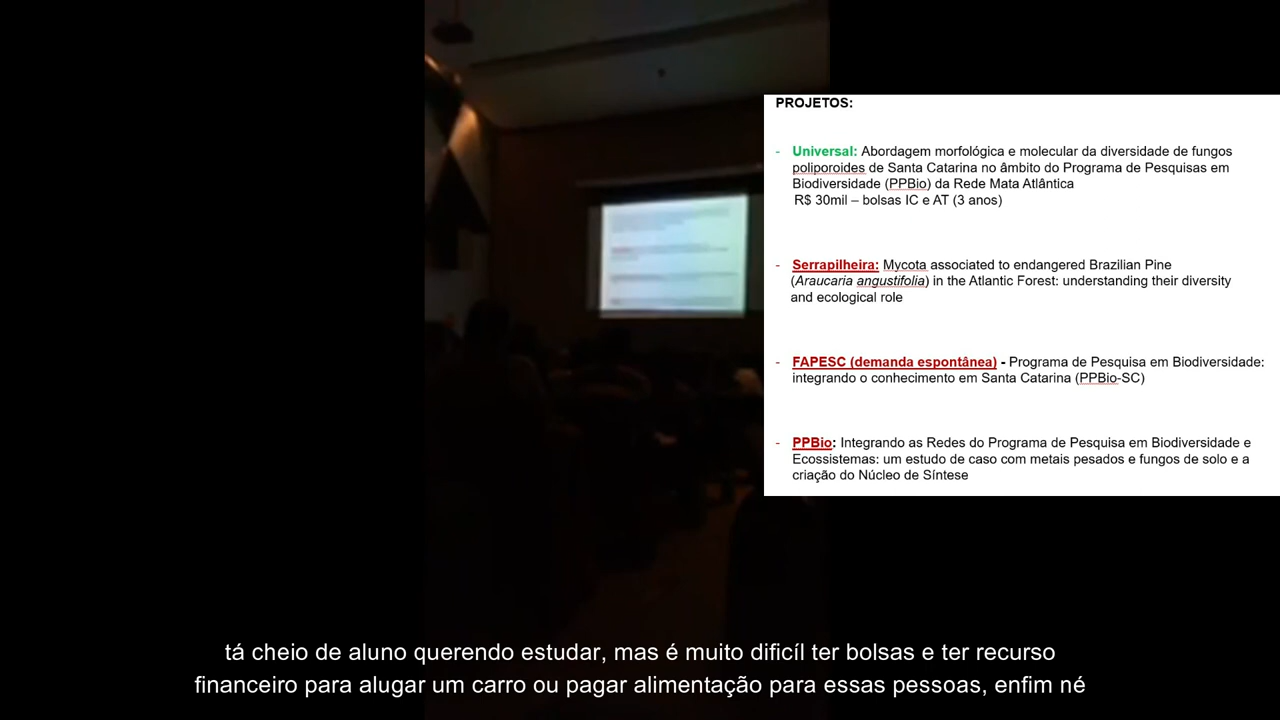 PROJETOS:
- Universal: Abordagem morfológica e molecular da diversidade de fungos
poliporoides de Santa Catarina no âmbito do Programa de Pesquisas em
Biodiversidade (PPBio) da Rede Mata Atlântica
R$ 30mil – bolsas IC e AT (3 anos)
- Serrapilheira: Mycota associated to endangered Brazilian Pine
(Araucaria angustifolia) in the Atlantic Forest: understanding their diversity
and ecological role
- FAPESC (demanda espontânea) - Programa de Pesquisa em Biodiversidade:
integrando o conhecimento em Santa Catarina (PPBio-SC)
- PPBio: Integrando as Redes do Programa de Pesquisa em Biodiversidade e
Ecossistemas: um estudo de caso com metais pesados e fungos de solo e a
criação do Núcleo de Síntese
tá cheio de aluno querendo estudar, mas é muito dificíl ter bolsas e ter recurso
financeiro para alugar um carro ou pagar alimentação para essas pessoas, enfim né